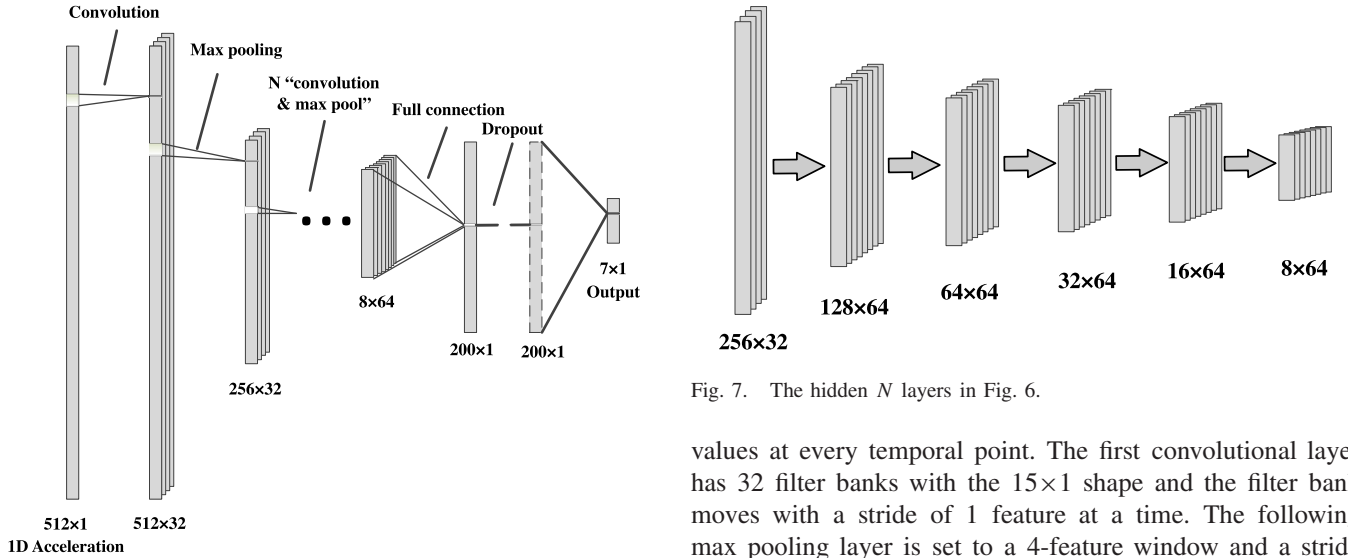 Convolution
Max pooling
N “convolution
& max pool”
Full connection
Dropout
8×64
7×1
Output
200×1
200×1
256×32
512×1
512×32
1D Acceleration
256×32
128×64
64×64
32×64
16×64
8×64
Fig. 7. The hidden N layers in Fig. 6.
values at every temporal point. The first convolutional
has 32 filter banks with the 15×1 shape and the filter
moves with a stride of 1 feature at a time. The
max pooling layer is set to a 4-feature window and a